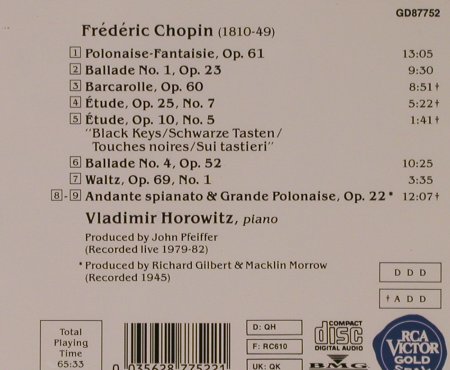 GD87752
Frédéric Chopin (1810-49)
1 Polonaise-Fantaisie, Op. 61 13:05
2 Ballade No. 1, Op. 23 9:30
3 Barcarolle, Op. 60 8:51†
4 Étude, Op. 25, No. 7 5:22†
5 Étude, Op. 10, No. 5 1:41†
"Black Keys/Schwarze Tasten/
Touches noires/Sui tastieri"
6 Ballade No. 4, Op. 52 10:25
7 Waltz, Op. 69, No. 1 3:35
8-9 Andante spianato & Grande Polonaise, Op. 22* 12:07†
Vladimir Horowitz, piano
Produced by John Pfeiffer
(Recorded live 1979-82)
* Produced by Richard Gilbert & Macklin Morrow
(Recorded 1945)
DDD
†ADD
Total
Playing
Time
65:33
0 035628 775221
D: QH
F: RC610
UK: QK
COMPACT
disc
DIGITAL AUDIO
BMG
RCA
VICTOR
GOLD